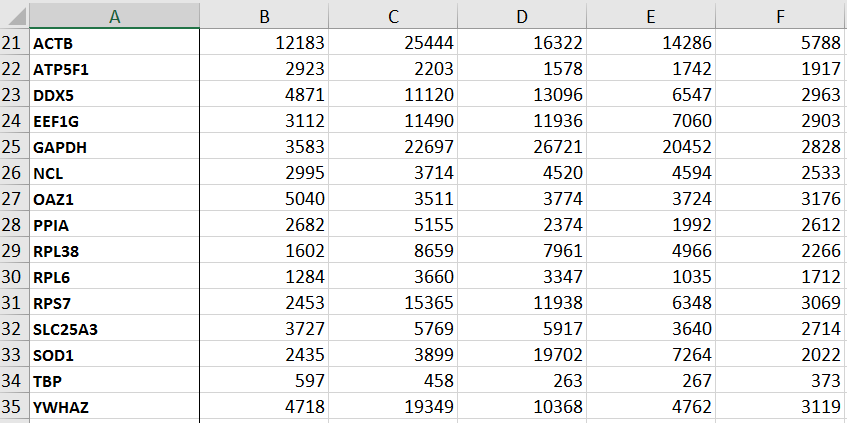 A B C D E F
21 ACTB 12183 25444 16322 14286 5788
22 ATP5F1 2923 2203 1578 1742 1917
23 DDX5 4871 11120 13096 6547 2963
24 EEF1G 3112 11490 11936 7060 2903
25 GAPDH 3583 22697 26721 20452 2828
26 NCL 2995 3714 4520 4594 2533
27 OAZ1 5040 3511 3774 3724 3176
28 PPIA 2682 5155 2374 1992 2612
29 RPL38 1602 8659 7961 4966 2266
30 RPL6 1284 3660 3347 1035 1712
31 RPS7 2453 15365 11938 6348 3069
32 SLC25A3 3727 5769 5917 3640 2714
33 SOD1 2435 3899 19702 7264 2022
34 TBP 597 458 263 267 373
35 YWHAZ 4718 19349 10368 4762 3119